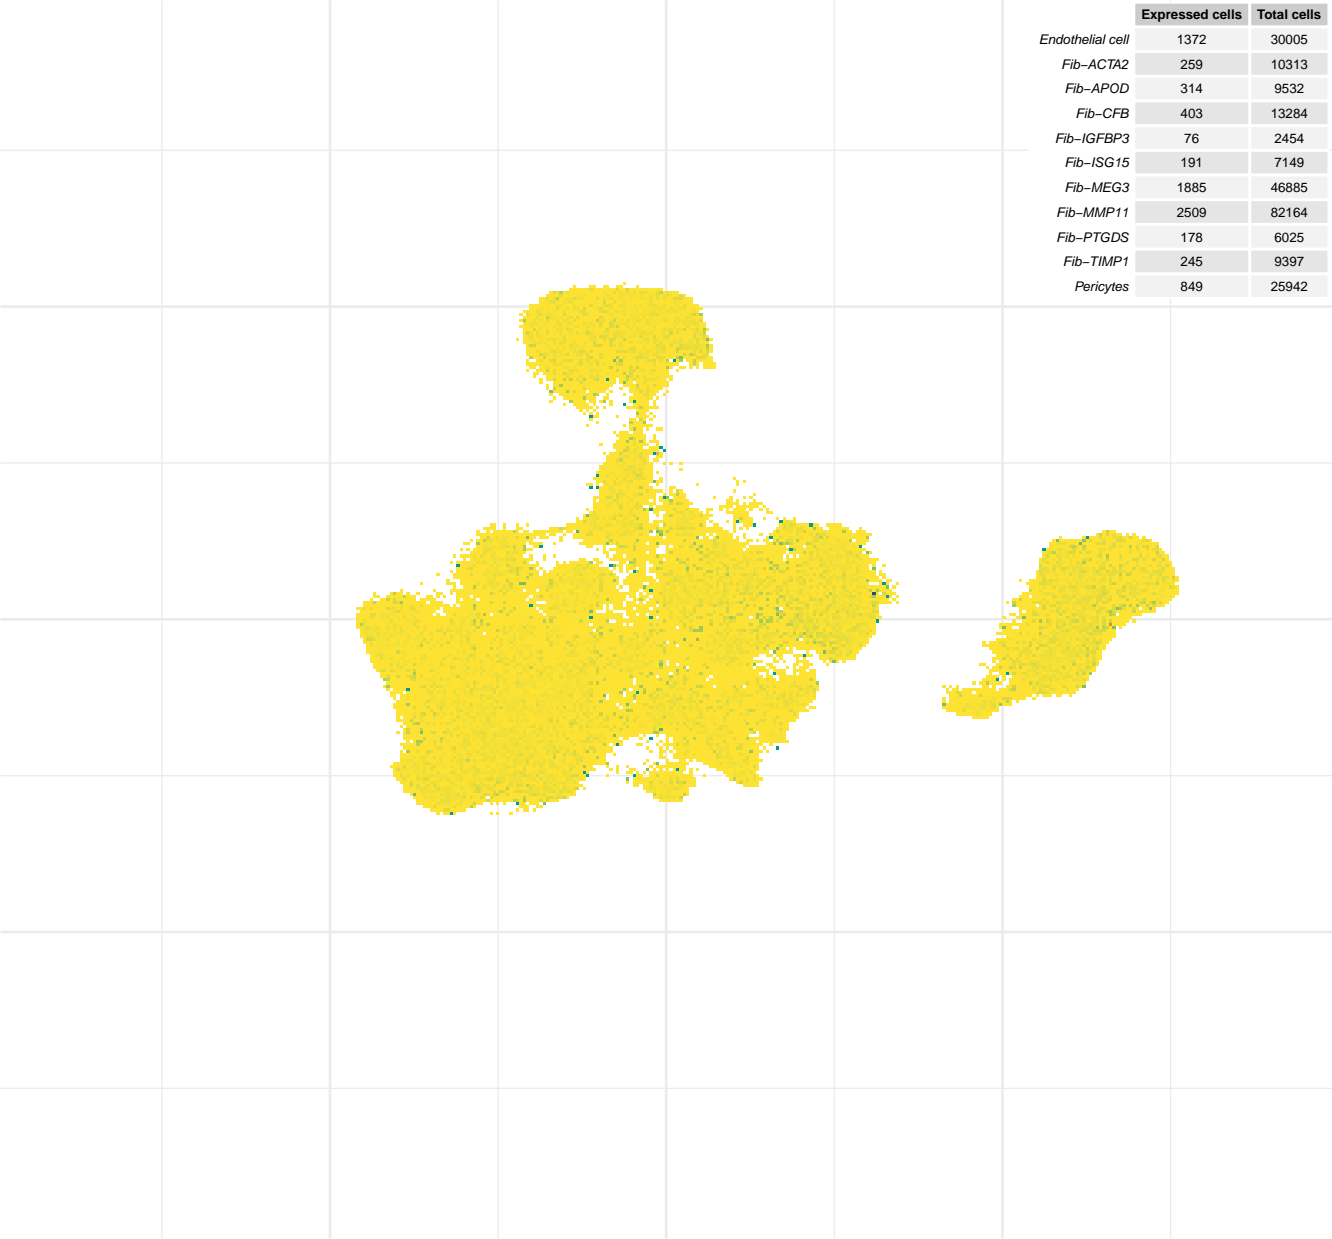 Expressed cells Total cells
Endothelial cell 1372 30005
Fib−ACTA2 259 10313
Fib−APOD 314 9532
Fib−CFB 403 13284
Fib−IGFBP3 76 2454
Fib−ISG15 191 7149
Fib−MEG3 1885 46885
Fib−MMP11 2509 82164
Fib−PTGDS 178 6025
Fib−TIMP1 245 9397
Pericytes 849 25942